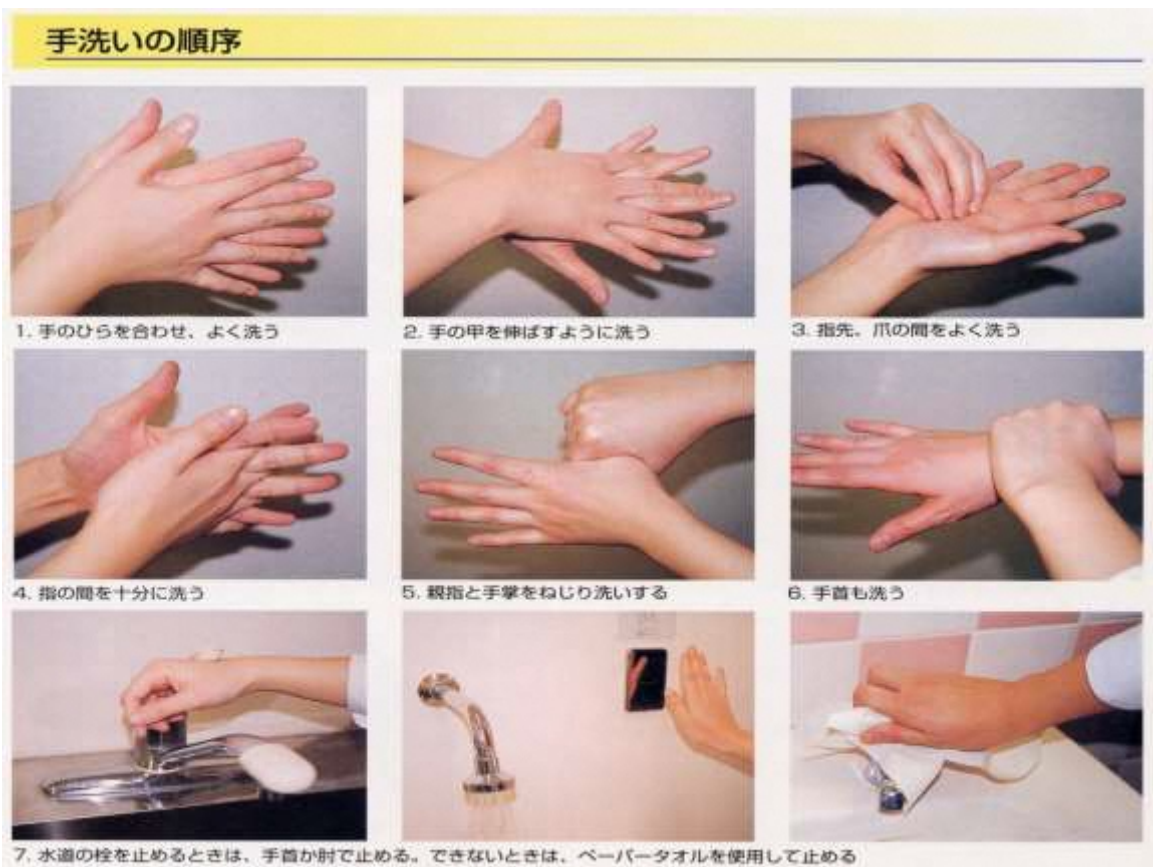 手洗いの順序
1. 手のひらを合わせ、よく洗う
2. 手の甲を伸ばすように洗う
3. 指先、爪の間をよく洗う
4. 指の間を十分に洗う
5. 親指と手掌をねじり洗いする
6. 手首も洗う
7. 水道の栓を止めるときは、手首か肘で止める。できないときは、ペーパータオルを使用して止める